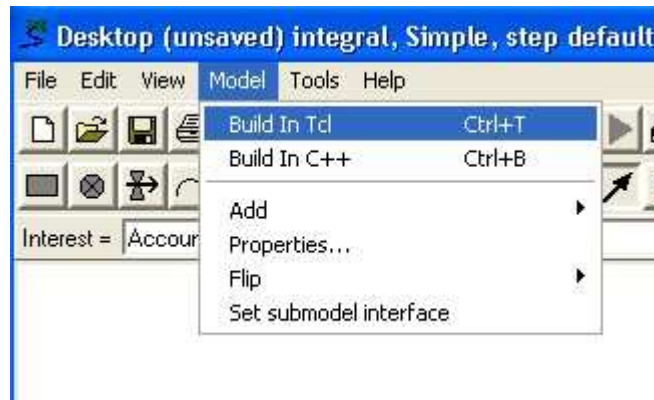 Desktop (unsaved) integral, Simple, step default
File Edit View Model Tools Help
Build In Tcl Ctrl+T
Build In C++ Ctrl+B
Add
Properties...
Flip
Set submodel interface
Interest = Accour